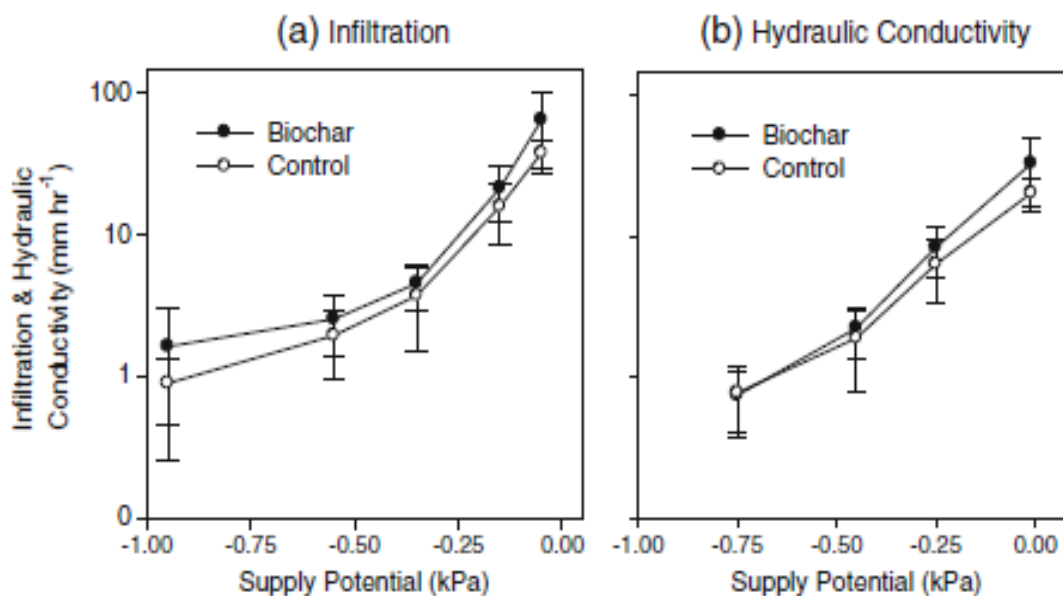 (a) Infiltration
(b) Hydraulic Conductivity
Infiltration & Hydraulic
Conductivity (mm hr⁻¹)
100
10
1
0
Biochar
Control
Biochar
Control
-1.00 -0.75 -0.50 -0.25 0.00
-1.00 -0.75 -0.50 -0.25 0.00
Supply Potential (kPa)
Supply Potential (kPa)